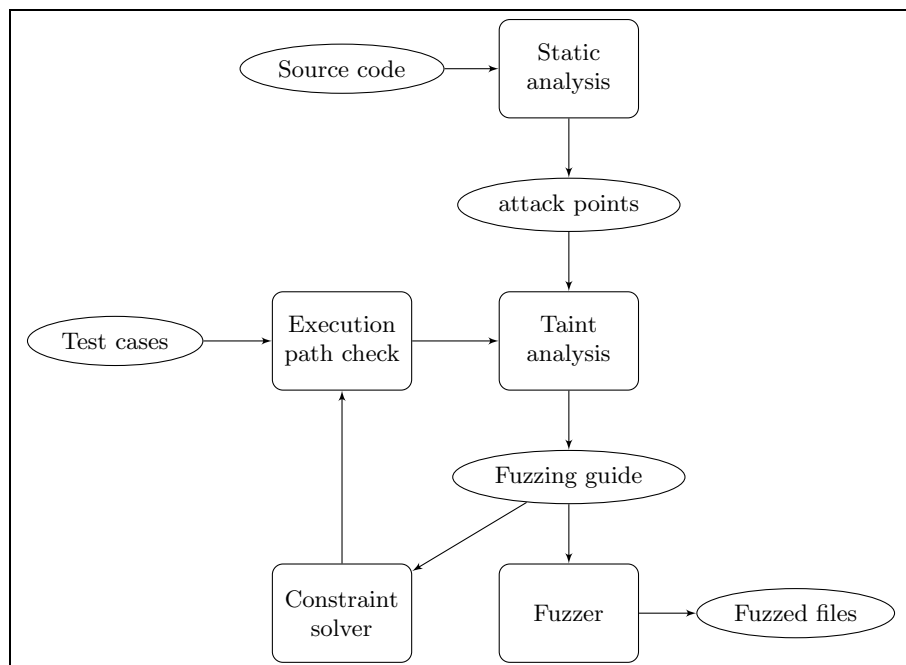 Source code
Static
analysis
attack points
Test cases
Execution
path check
Taint
analysis
Fuzzing guide
Constraint
solver
Fuzzer
Fuzzed files